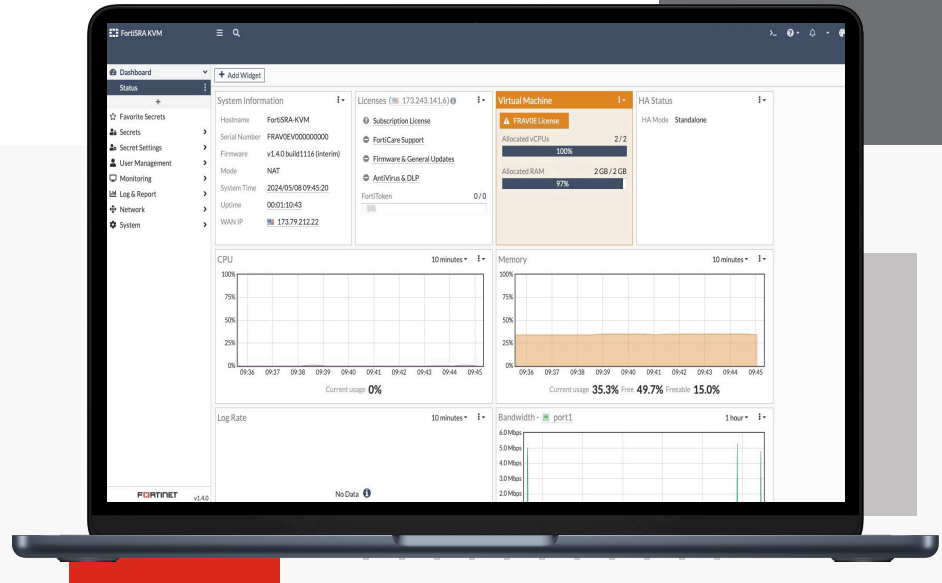 FortiSRA KVM
Dashboard
+ Add Widget
Status
+
Favorite Secrets
Secrets
Secret Settings
User Management
Monitoring
Log & Report
Network
System
FORTINET
v1.4.0
System Information
Hostname FortiSRA-KVM
Serial Number FRAV0EV000000000
Firmware v1.4.0 build1116 (interim)
Mode NAT
System Time 2024/05/08 09:45:20
Uptime 00:01:10:43
WAN IP 173.79.212.22
Licenses (173.243.141.6)
Subscription License
FortiCare Support
Firmware & General Updates
AntiVirus & DLP
FortiToken 0 / 0
0%
Virtual Machine
FRAVDE License
Allocated vCPUs 2 / 2
100%
Allocated RAM 2 GB / 2 GB
97%
HA Status
HA Mode Standalone
CPU 10 minutes
100%
75%
50%
25%
0%
09:36 09:37 09:38 09:39 09:40 09:41 09:42 09:43 09:44 09:45
Current usage 0%
Memory 10 minutes
100%
75%
50%
25%
0%
09:36 09:37 09:38 09:39 09:40 09:41 09:42 09:43 09:44 09:45
Current usage 35.3% Free 49.7% Freeable 15.0%
Log Rate 10 minutes
No Data
Bandwidth - port1 1 hour
6.0 Mbps
5.0 Mbps
4.0 Mbps
3.0 Mbps
2.0 Mbps